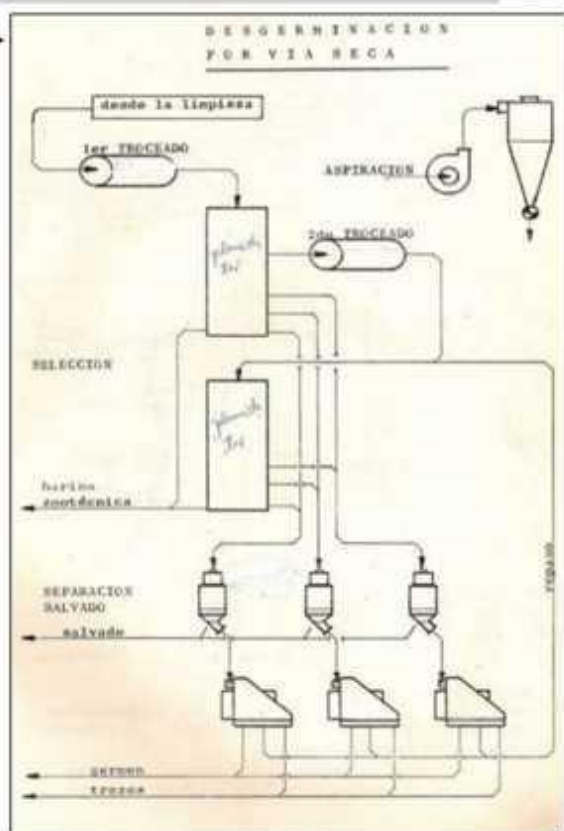 DESGERMINACION
POR VIA SECA
desde la limpieza
1er TROCEADO
ASPIRACION
2do TROCEADO
SELECCION
harina
zootécnica
SEPARACION
SALVADO
salvado
repaso
germen
trozos